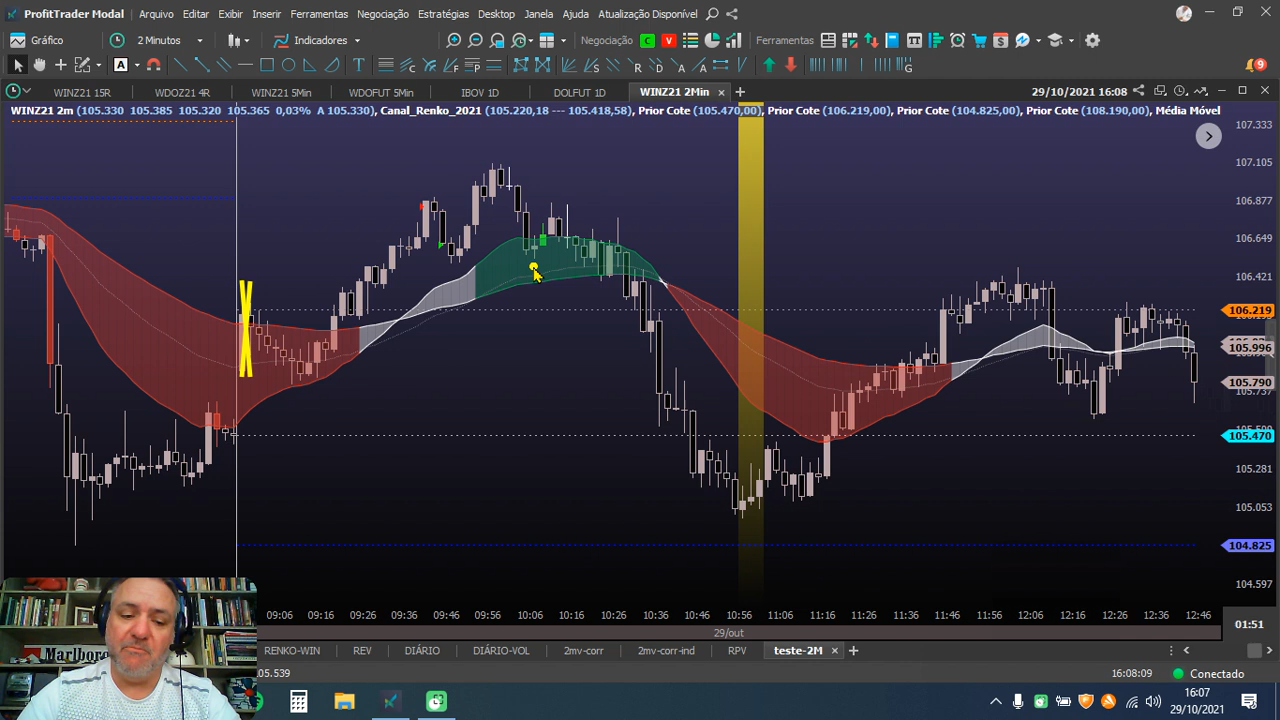 ProfitTrader Modal Arquivo Editar Exibir Inserir Ferramentas Negociação Estratégias Desktop Janela Ajuda Atualização Disponível
Gráfico 2 Minutos Indicadores Negociação C V Ferramentas
A T
WINZ21 15R WDOZ21 4R WINZ21 5Min WDOFUT 5Min IBOV 1D DOLFUT 1D WINZ21 2Min 29/10/2021 16:08
WINZ21 2m (105.330 105.385 105.320 105.365 0,03% A 105.330), Canal_Renko_2021 (105.220,18 --- 105.418,58), Prior Cote (105.470,00), Prior Cote (106.219,00), Prior Cote (104.825,00), Prior Cote (108.190,00), Média Móvel
107.333
107.105
106.877
106.649
106.421
106.219
105.996
105.790
105.470
105.281
105.053
104.825
104.597
09:06 09:16 09:26 09:36 09:46 09:56 10:06 10:16 10:26 10:36 10:46 10:56 11:06 11:16 11:26 11:36 11:46 11:56 12:06 12:16 12:26 12:36 12:46 01:51
29/out
RENKO-WIN REV DIÁRIO DIÁRIO-VOL 2mv-corr 2mv-corr-ind RPV teste-2M
105.539 16:08:09 Conectado
Marlboro
16:07
29/10/2021